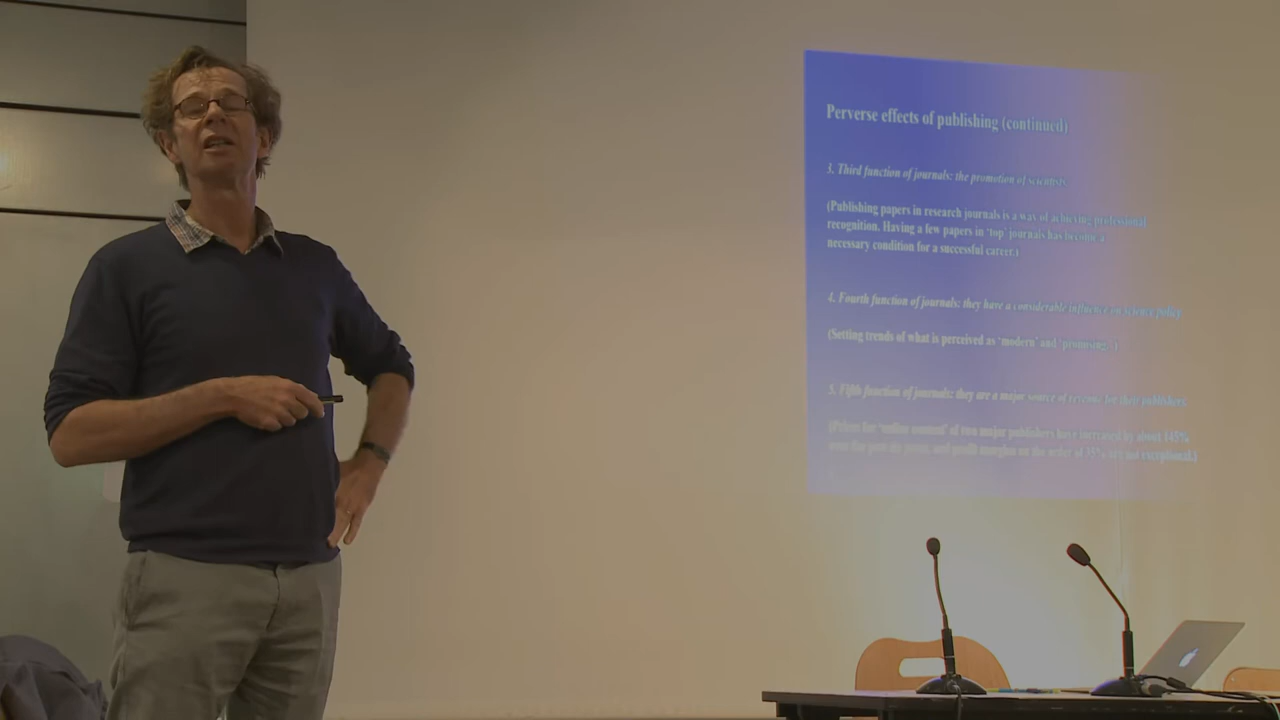 Perverse effects of publishing (continued)
3. Third function of journals: the promotion of scientists.
(Publishing papers in research journals is a way of achieving professional
recognition. Having a few papers in 'top' journals has become a
necessary condition for a successful career.)
4. Fourth function of journals: they have a considerable influence on science policy
(Setting trends of what is perceived as 'modern' and 'promising'.)
5. Fifth function of journals: they are a major source of revenue for their publishers.
(Prices for 'online content' of two major publishers have increased by about 145%
over the past six years, and profit margins on the order of 35% are not exceptional.)